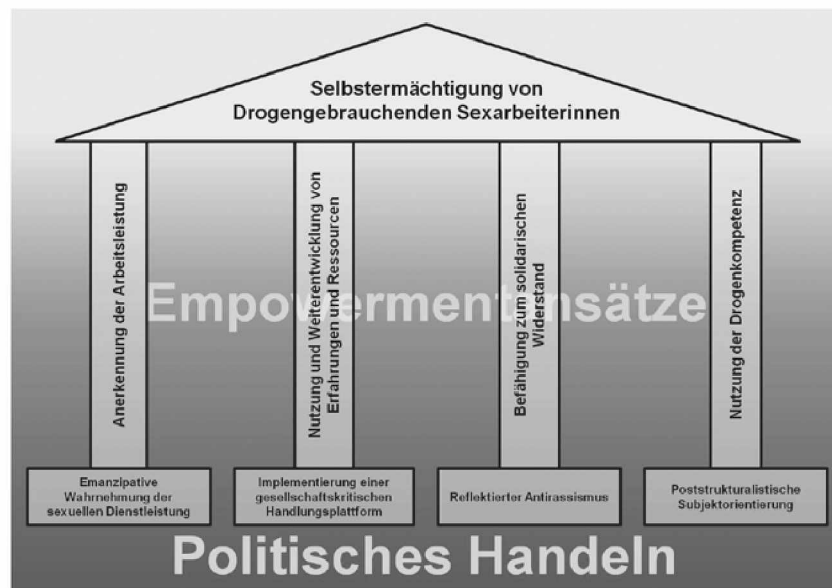 Selbstermächtigung von
Drogengebrauchenden Sexarbeiterinnen
Anerkennung der Arbeitsleistung
Nutzung und Weiterentwicklung von
Erfahrungen und Ressourcen
Befähigung zum solidarischen
Widerstand
Nutzung der Drogenkompetenz
Empowermentansätze
Emanzipative
Wahrnehmung der
sexuellen Dienstleistung
Implementierung einer
gesellschaftskritischen
Handlungsplattform
Reflektierter Antirassismus
Poststrukturalistische
Subjektorientierung
Politisches Handeln